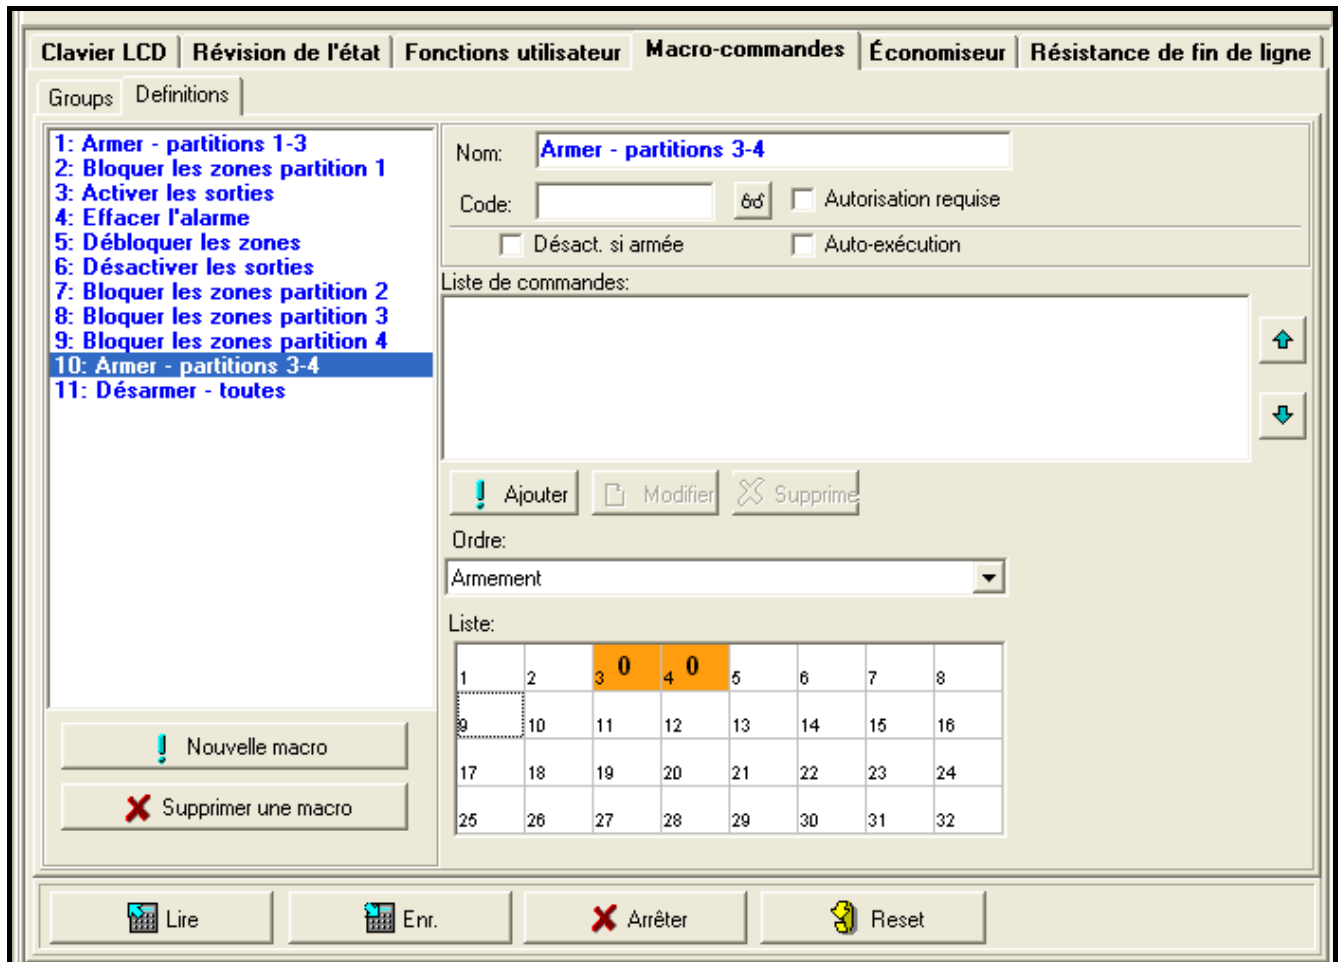 Clavier LCD Révision de l'état Fonctions utilisateur Macro-commandes Économiseur Résistance de fin de ligne
Groups Definitions
1: Armer - partitions 1-3
2: Bloquer les zones partition 1
3: Activer les sorties
4: Effacer l'alarme
5: Débloquer les zones
6: Désactiver les sorties
7: Bloquer les zones partition 2
8: Bloquer les zones partition 3
9: Bloquer les zones partition 4
10: Armer - partitions 3-4
11: Désarmer - toutes
Nouvelle macro
Supprimer une macro
Nom: Armer - partitions 3-4
Code: Autorisation requise
Désact. si armée Auto-exécution
Liste de commandes:
Ajouter Modifier Supprime
Ordre:
Armement
Liste:
1 2 3 0 4 0 5 6 7 8
9 10 11 12 13 14 15 16
17 18 19 20 21 22 23 24
25 26 27 28 29 30 31 32
Lire Enr. Arrêter Reset